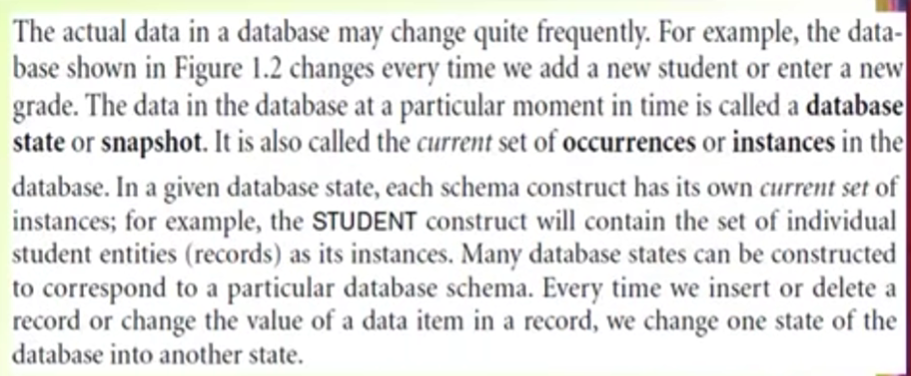 The actual data in a database may change quite frequently. For example, the data-
base shown in Figure 1.2 changes every time we add a new student or enter a new
grade. The data in the database at a particular moment in time is called a database
state or snapshot. It is also called the current set of occurrences or instances in the
database. In a given database state, each schema construct has its own current set of
instances; for example, the STUDENT construct will contain the set of individual
student entities (records) as its instances. Many database states can be constructed
to correspond to a particular database schema. Every time we insert or delete a
record or change the value of a data item in a record, we change one state of the
database into another state.